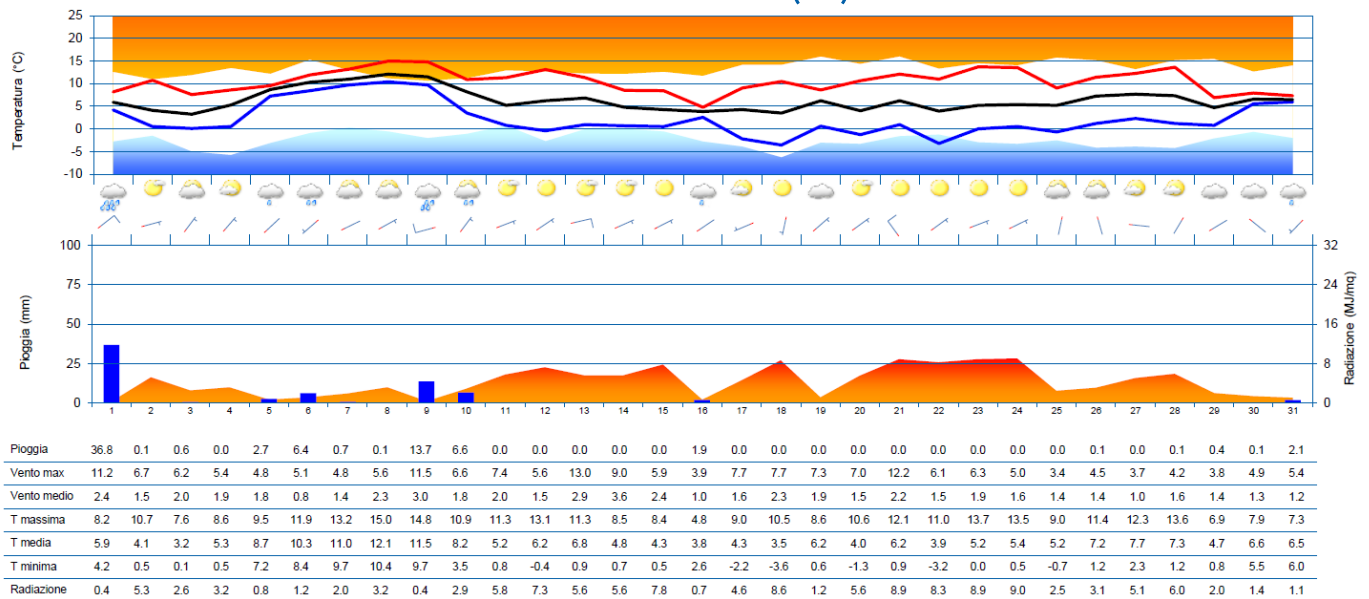 25
20
15
10
5
0
-5
-10
Temperatura (°C)
100
75
50
25
0
Pioggia (mm)
32
24
16
8
0
Radiazione (MJ/mq)
1 2 3 4 5 6 7 8 9 10 11 12 13 14 15 16 17 18 19 20 21 22 23 24 25 26 27 28 29 30 31
Pioggia 36.8 0.1 0.6 0.0 2.7 6.4 0.7 0.1 13.7 6.6 0.0 0.0 0.0 0.0 0.0 1.9 0.0 0.0 0.0 0.0 0.0 0.0 0.0 0.0 0.0 0.1 0.0 0.1 0.4 0.1 2.1
Vento max 11.2 6.7 6.2 5.4 4.8 5.1 4.8 5.6 11.5 6.6 7.4 5.6 13.0 9.0 5.9 3.9 7.7 7.7 7.3 7.0 12.2 6.1 6.3 5.0 3.4 4.5 3.7 4.2 3.8 4.9 5.4
Vento medio 2.4 1.5 2.0 1.9 1.8 0.8 1.4 2.3 3.0 1.8 2.0 1.5 2.9 3.6 2.4 1.0 1.6 2.3 1.9 1.5 2.2 1.5 1.9 1.6 1.4 1.4 1.0 1.6 1.4 1.3 1.2
T massima 8.2 10.7 7.6 8.6 9.5 11.9 13.2 15.0 14.8 10.9 11.3 13.1 11.3 8.5 8.4 4.8 9.0 10.5 8.6 10.6 12.1 11.0 13.7 13.5 9.0 11.4 12.3 13.6 6.9 7.9 7.3
T media 5.9 4.1 3.2 5.3 8.7 10.3 11.0 12.1 11.5 8.2 5.2 6.2 6.8 4.8 4.3 3.8 4.3 3.5 6.2 4.0 6.2 3.9 5.2 5.4 5.2 7.2 7.7 7.3 4.7 6.6 6.5
T minima 4.2 0.5 0.1 0.5 7.2 8.4 9.7 10.4 9.7 3.5 0.8 -0.4 0.9 0.7 0.5 2.6 -2.2 -3.6 0.6 -1.3 0.9 -3.2 0.0 0.5 -0.7 1.2 2.3 1.2 0.8 5.5 6.0
Radiazione 0.4 5.3 2.6 3.2 0.8 1.2 2.0 3.2 0.4 2.9 5.8 7.3 5.6 5.6 7.8 0.7 4.6 8.6 1.2 5.6 8.9 8.3 8.9 9.0 2.5 3.1 5.1 6.0 2.0 1.4 1.1